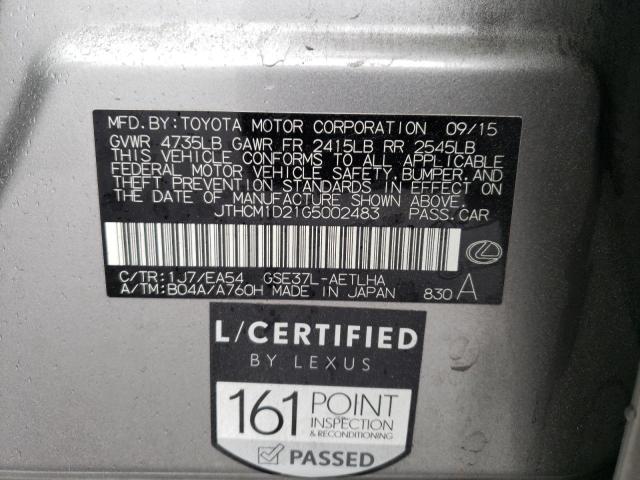 MFD. BY: TOYOTA MOTOR CORPORATION 09/15
GVWR 4735LB GAWR FR 2415LB RR 2545LB
THIS VEHICLE CONFORMS TO ALL APPLICABLE
FEDERAL MOTOR VEHICLE SAFETY, BUMPER, AND
THEFT PREVENTION STANDARDS IN EFFECT ON
THE DATE OF MANUFACTURE SHOWN ABOVE.
JTHCM1D21G5002483 PASS.CAR
C/TR: 1J7/EA54 GSE37L-AETLHA
A/TM: B04A/A760H MADE IN JAPAN 830 A
L/CERTIFIED
BY LEXUS
161 POINT
INSPECTION
& RECONDITIONING
PASSED